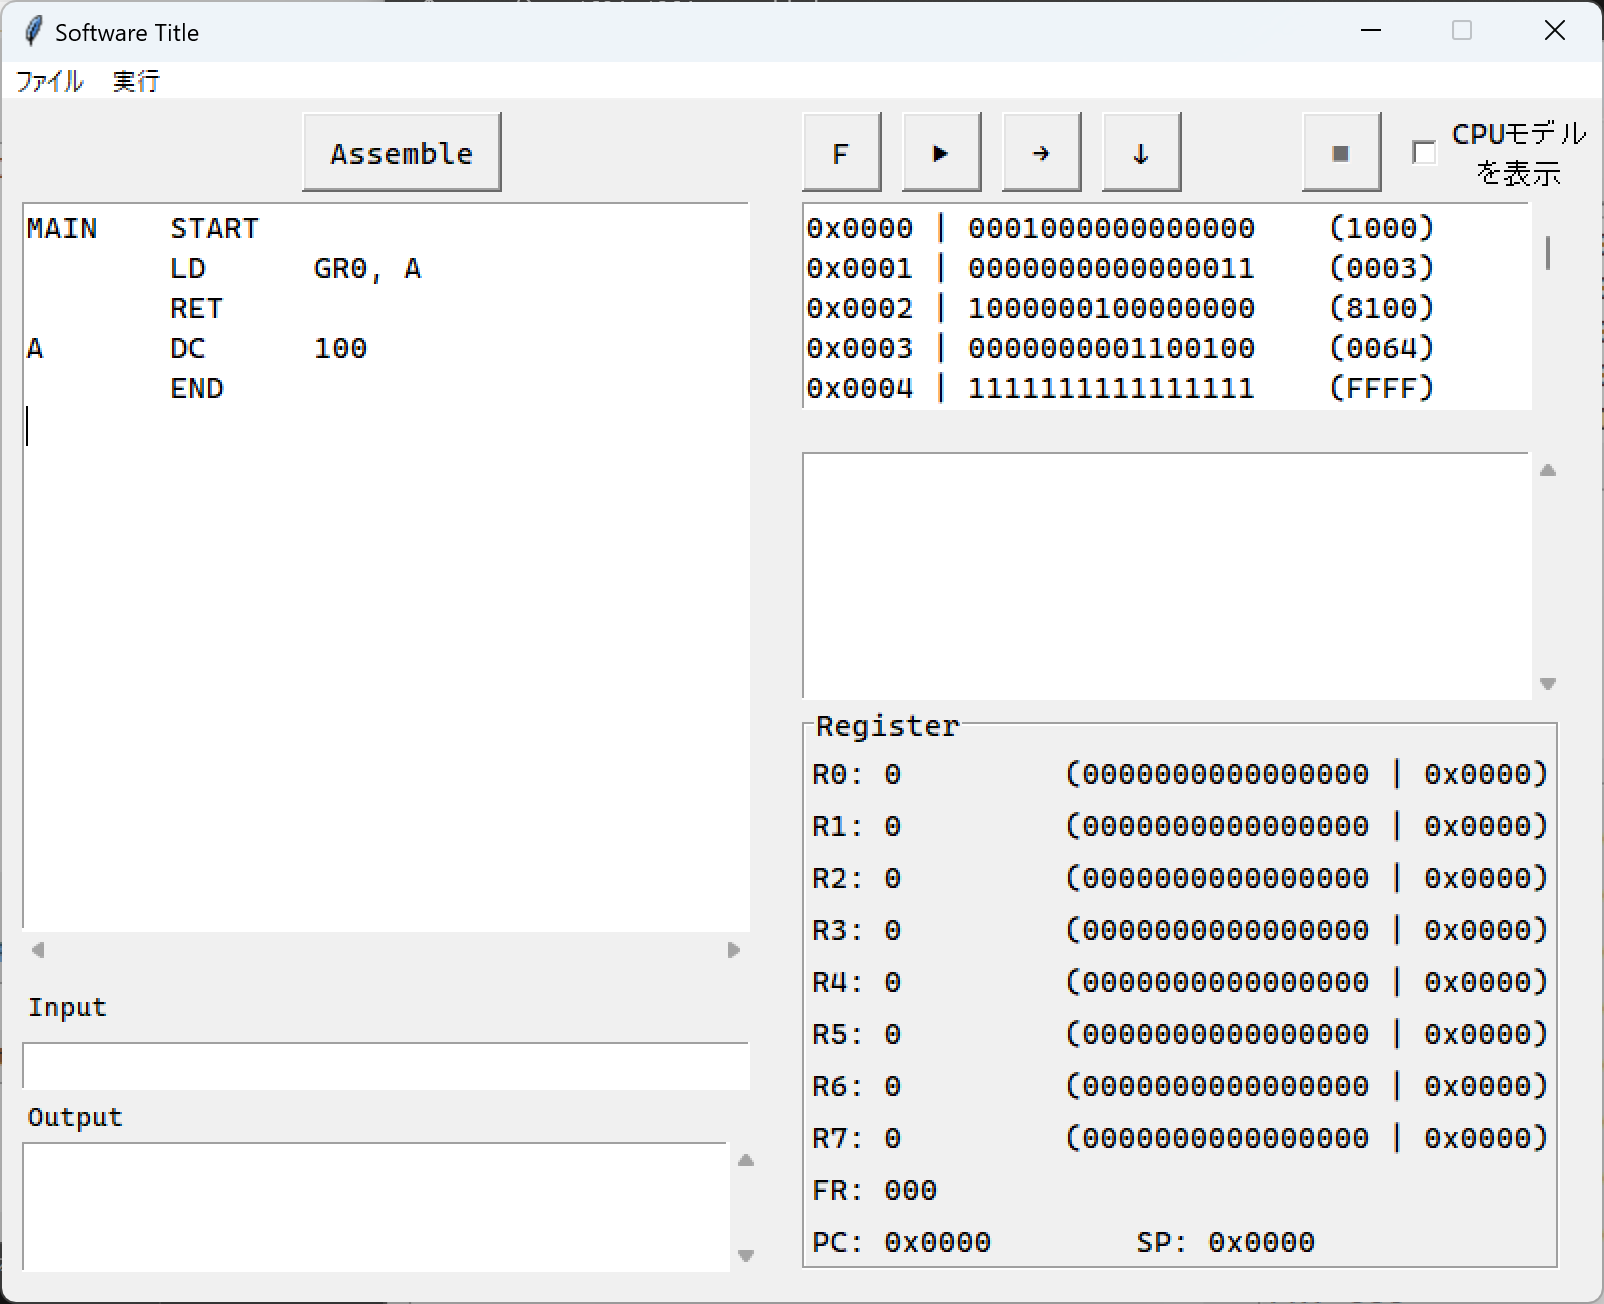 Software Title
ファイル 実行
Assemble
F ▶ → ↓ ■ CPUモデル
を表示
MAIN START
LD GR0, A
RET
A DC 100
END
0x0000 | 0001000000000000 (1000)
0x0001 | 0000000000000011 (0003)
0x0002 | 1000000100000000 (8100)
0x0003 | 0000000001100100 (0064)
0x0004 | 1111111111111111 (FFFF)
Input
Output
Register
R0: 0 (0000000000000000 | 0x0000)
R1: 0 (0000000000000000 | 0x0000)
R2: 0 (0000000000000000 | 0x0000)
R3: 0 (0000000000000000 | 0x0000)
R4: 0 (0000000000000000 | 0x0000)
R5: 0 (0000000000000000 | 0x0000)
R6: 0 (0000000000000000 | 0x0000)
R7: 0 (0000000000000000 | 0x0000)
FR: 000
PC: 0x0000 SP: 0x0000